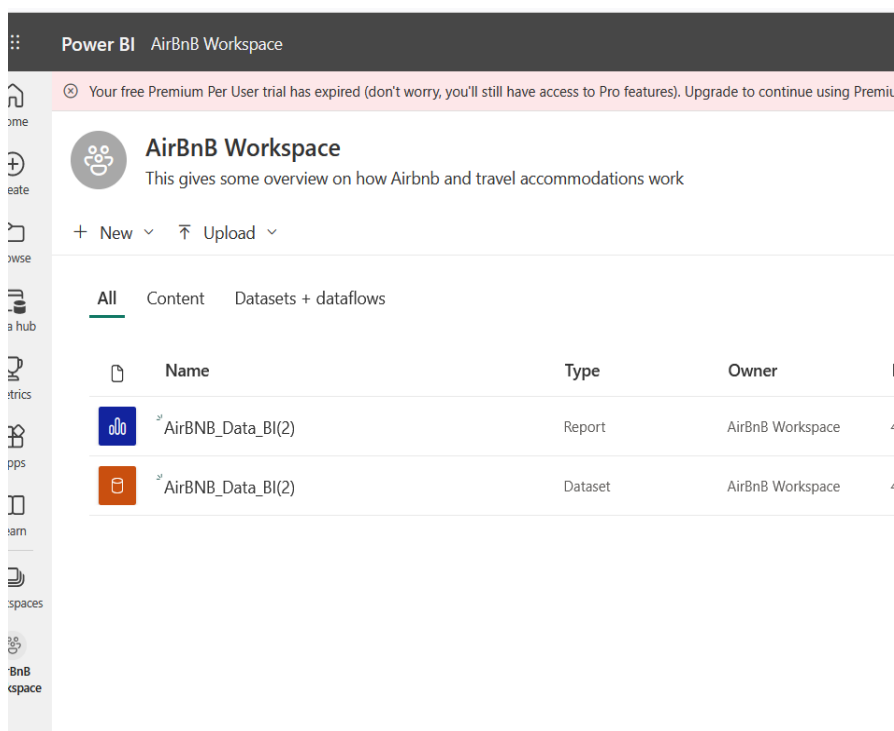 Power BI AirBnB Workspace
Your free Premium Per User trial has expired (don't worry, you'll still have access to Pro features). Upgrade to continue using Premiu
AirBnB Workspace
This gives some overview on how Airbnb and travel accommodations work
+ New Upload
All Content Datasets + dataflows
Name Type Owner
AirBNB_Data_BI(2) Report AirBnB Workspace
AirBNB_Data_BI(2) Dataset AirBnB Workspace
ome
eate
owse
a hub
etrics
pps
earn
kspaces
rBnB
kspace